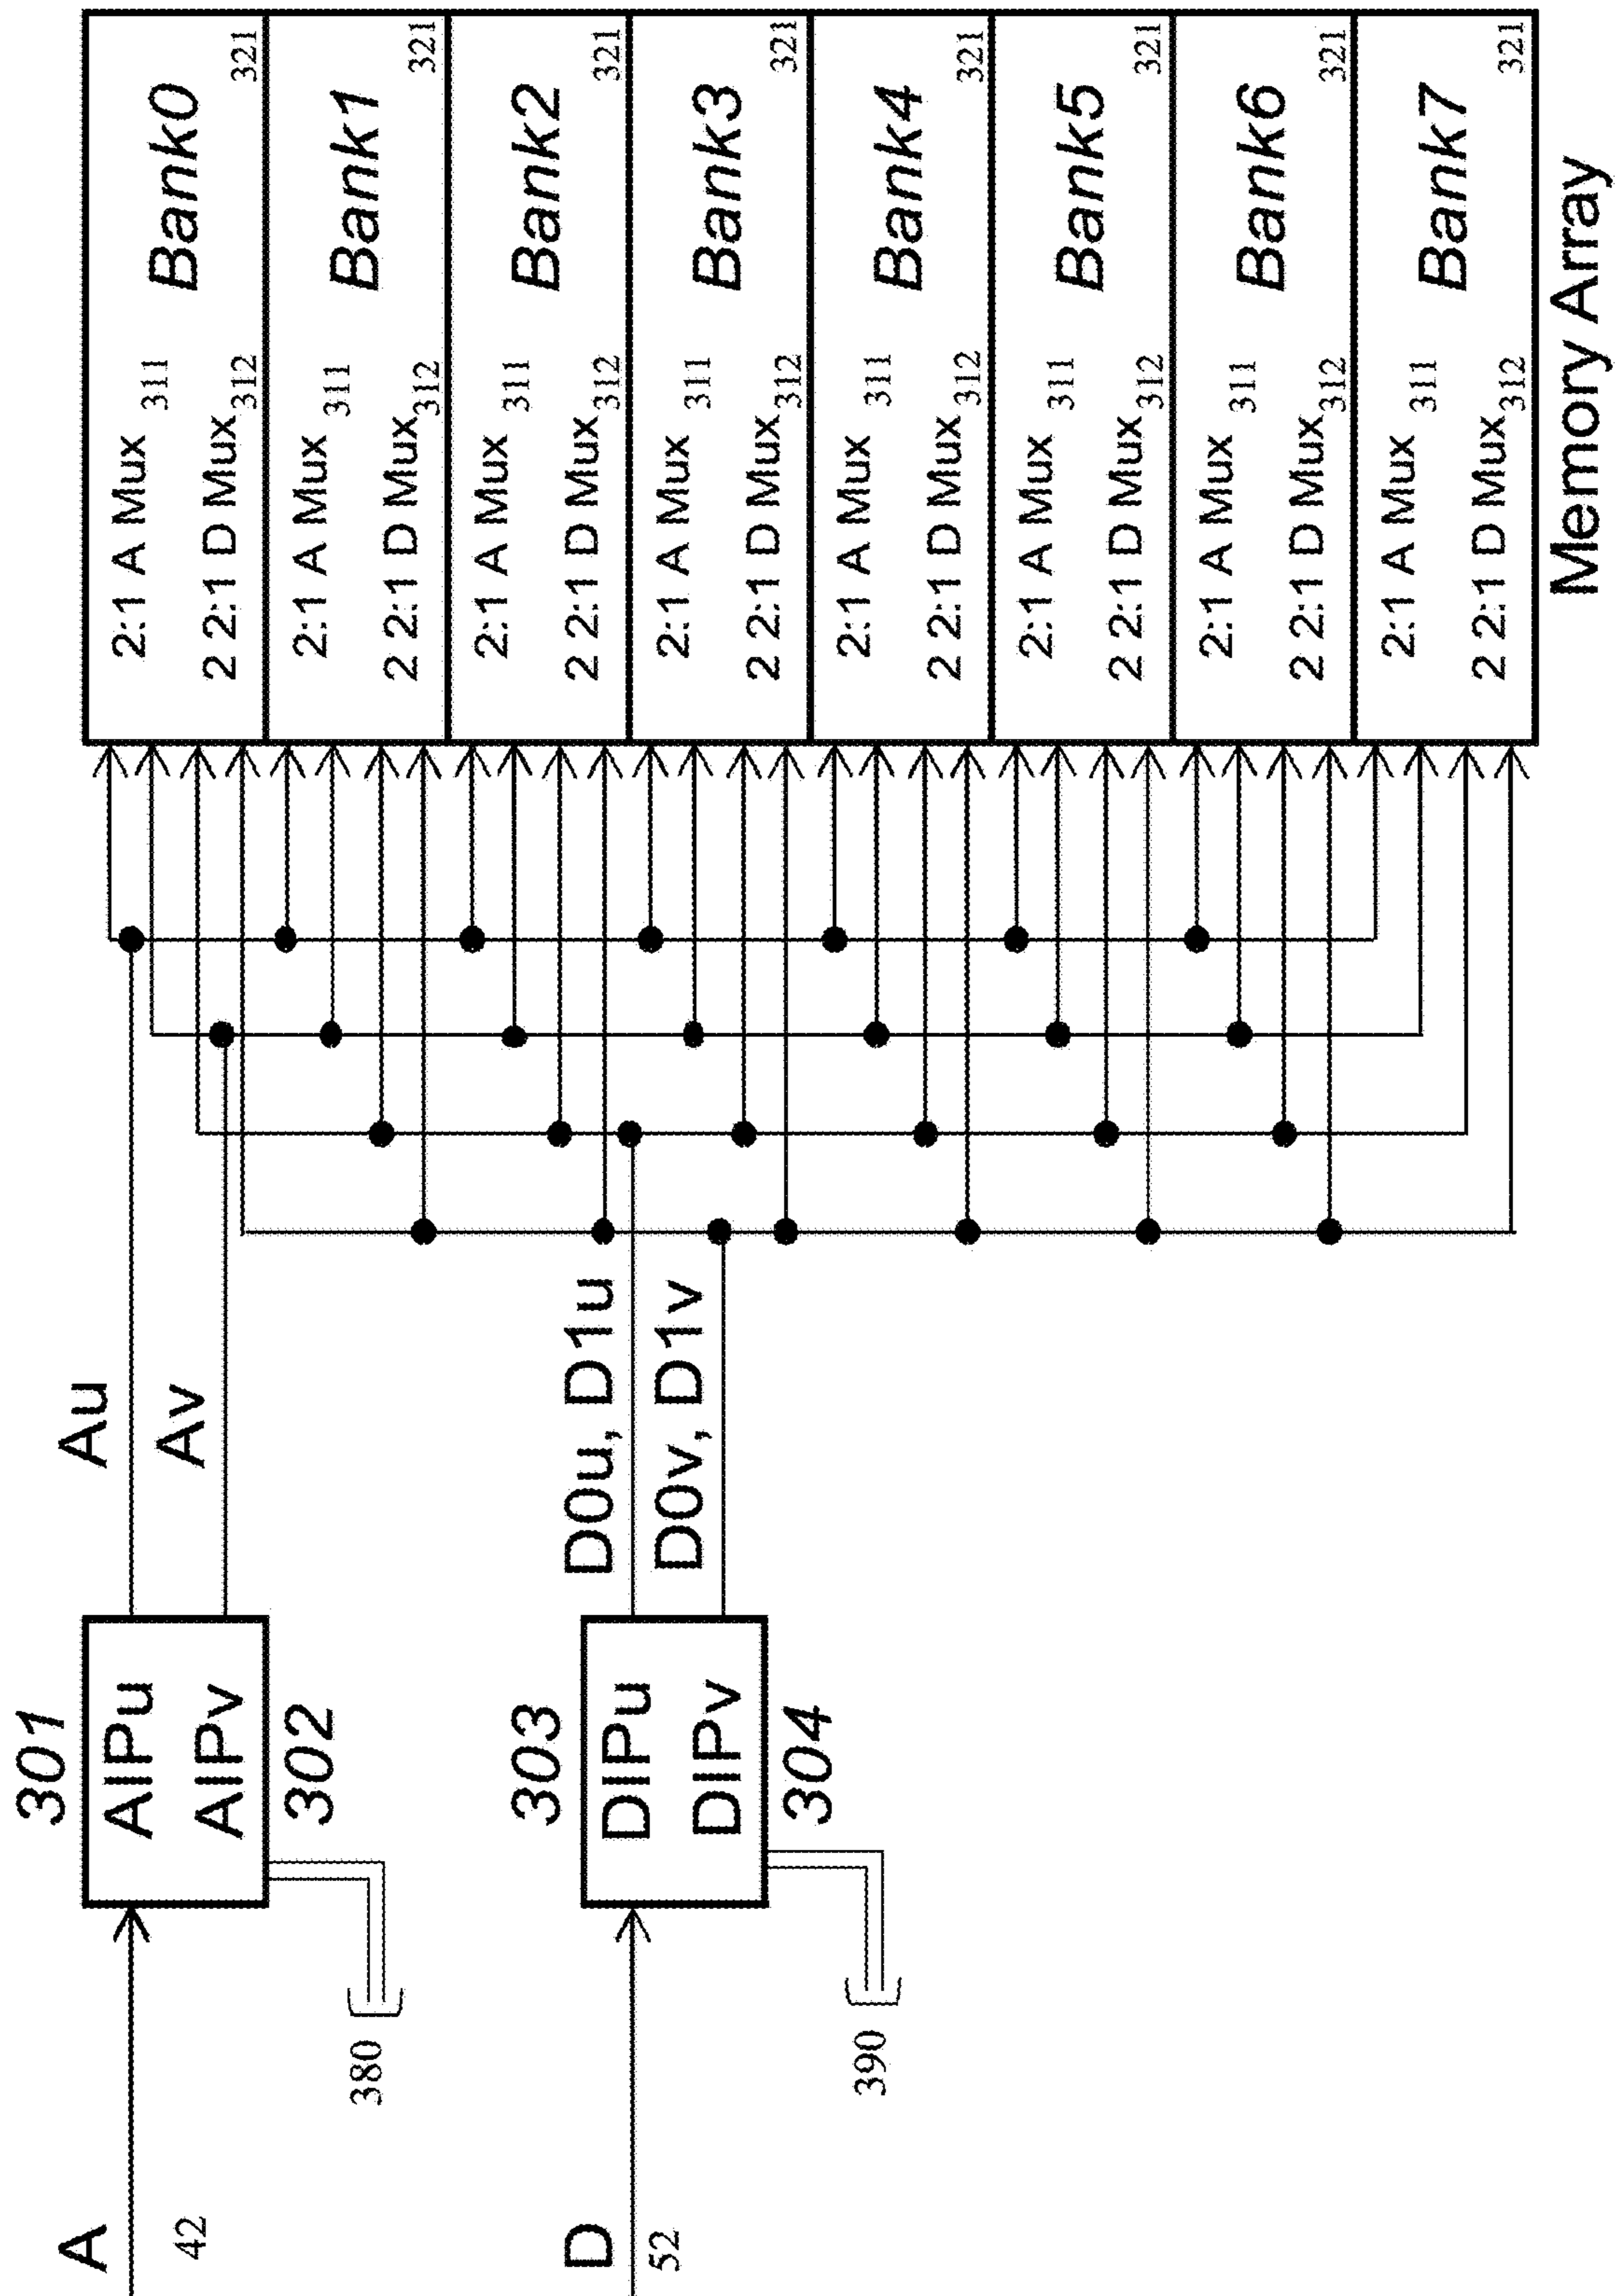 A
42
301
AIPu
AIPv
302
380
Au
Av
D
52
303
DIPu
DIPv
304
390
D0u, D1u
D0v, D1v
2:1 A Mux 311
2 2:1 D Mux 312
Bank0
321
2:1 A Mux 311
2 2:1 D Mux 312
Bank1
321
2:1 A Mux 311
2 2:1 D Mux 312
Bank2
321
2:1 A Mux 311
2 2:1 D Mux 312
Bank3
321
2:1 A Mux 311
2 2:1 D Mux 312
Bank4
321
2:1 A Mux 311
2 2:1 D Mux 312
Bank5
321
2:1 A Mux 311
2 2:1 D Mux 312
Bank6
321
2:1 A Mux 311
2 2:1 D Mux 312
Bank7
321
Memory Array